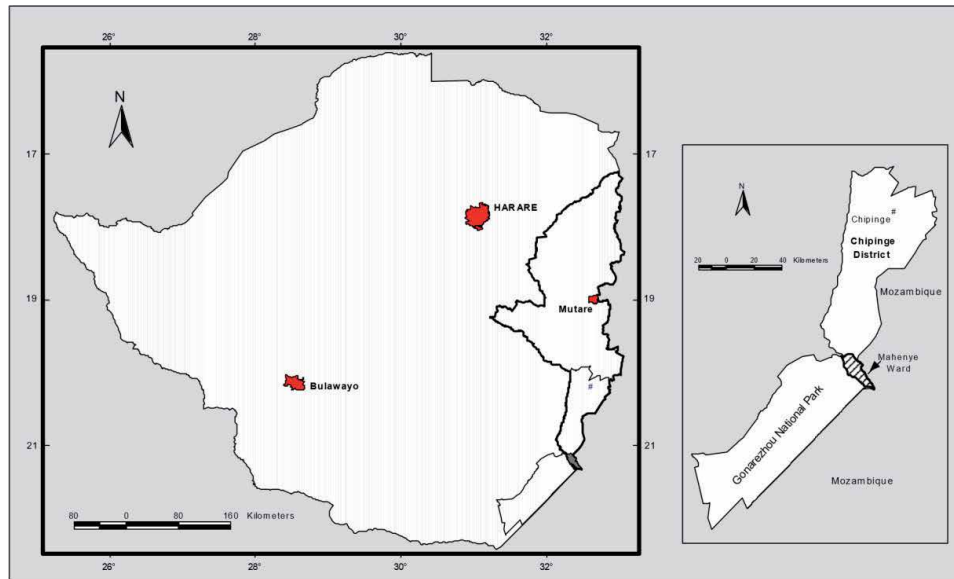 26°
28°
30°
32°
N
17
17
HARARE
19
19
Mutare
Bulawayo
#
21
21
80 0 80 160 Kilometers
26°
28°
30°
32°
N
Chipinge #
Chipinge
District
20 0 20 40 Kilometers
Mozambique
Mahenye
Ward
Gonarezhou National Park
Mozambique